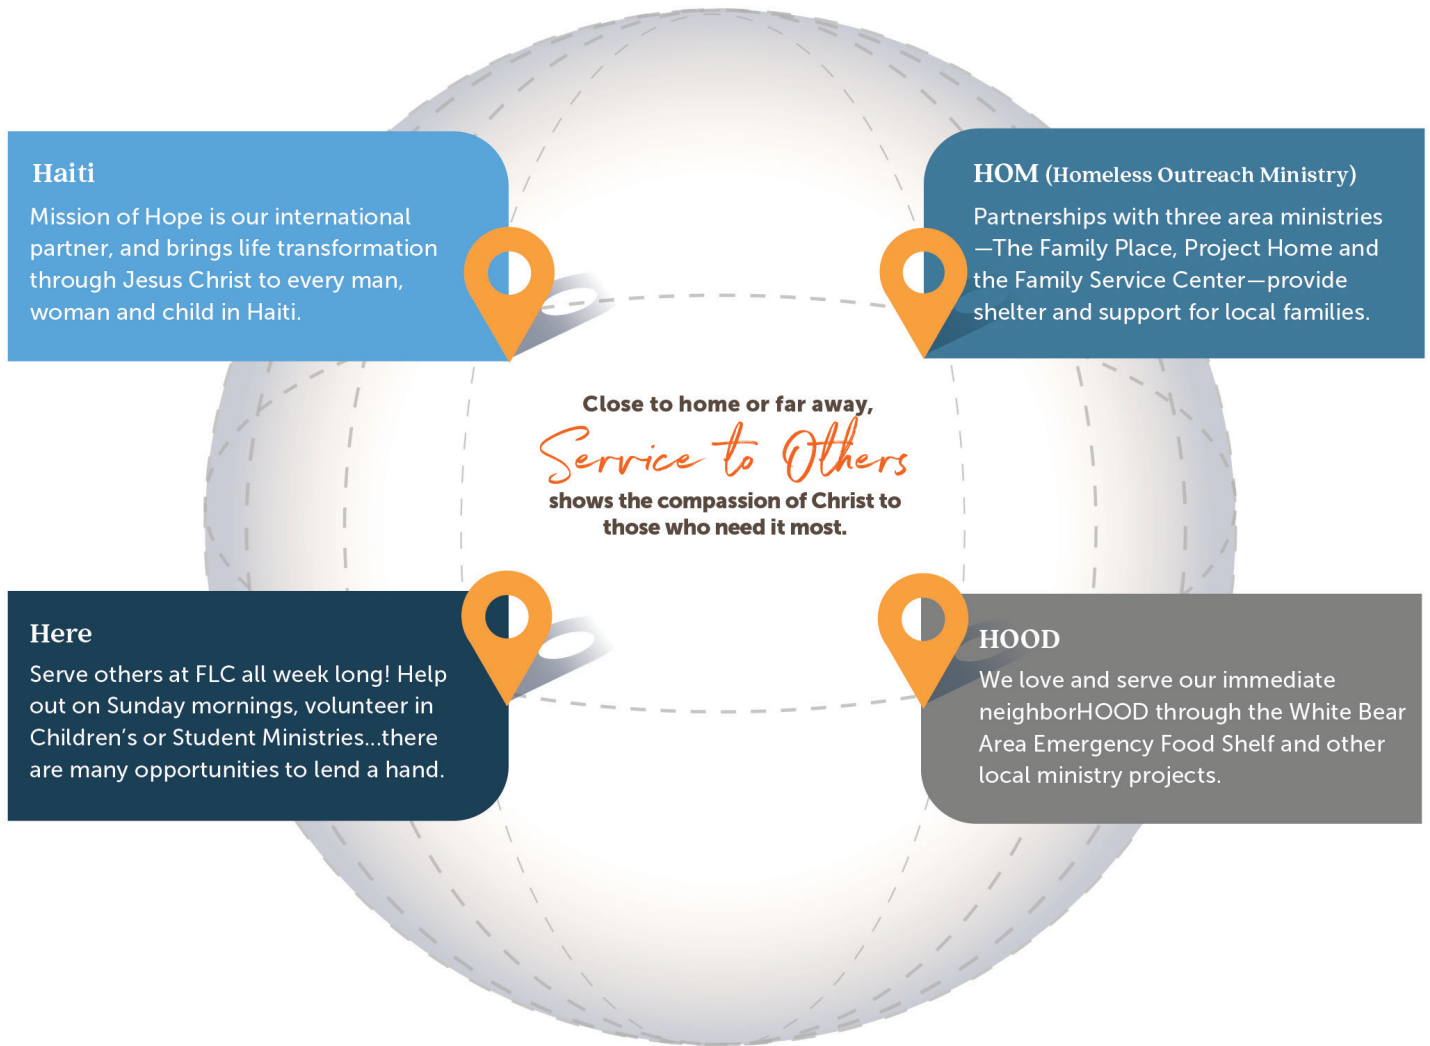 Haiti
Mission of Hope is our international
partner, and brings life transformation
through Jesus Christ to every man,
woman and child in Haiti.
HOM (Homeless Outreach Ministry)
Partnerships with three area ministries
—The Family Place, Project Home and
the Family Service Center—provide
shelter and support for local families.
Close to home or far away,
Service to Others
shows the compassion of Christ to
those who need it most.
Here
Serve others at FLC all week long! Help
out on Sunday mornings, volunteer in
Children’s or Student Ministries...there
are many opportunities to lend a hand.
HOOD
We love and serve our immediate
neighborHOOD through the White Bear
Area Emergency Food Shelf and other
local ministry projects.